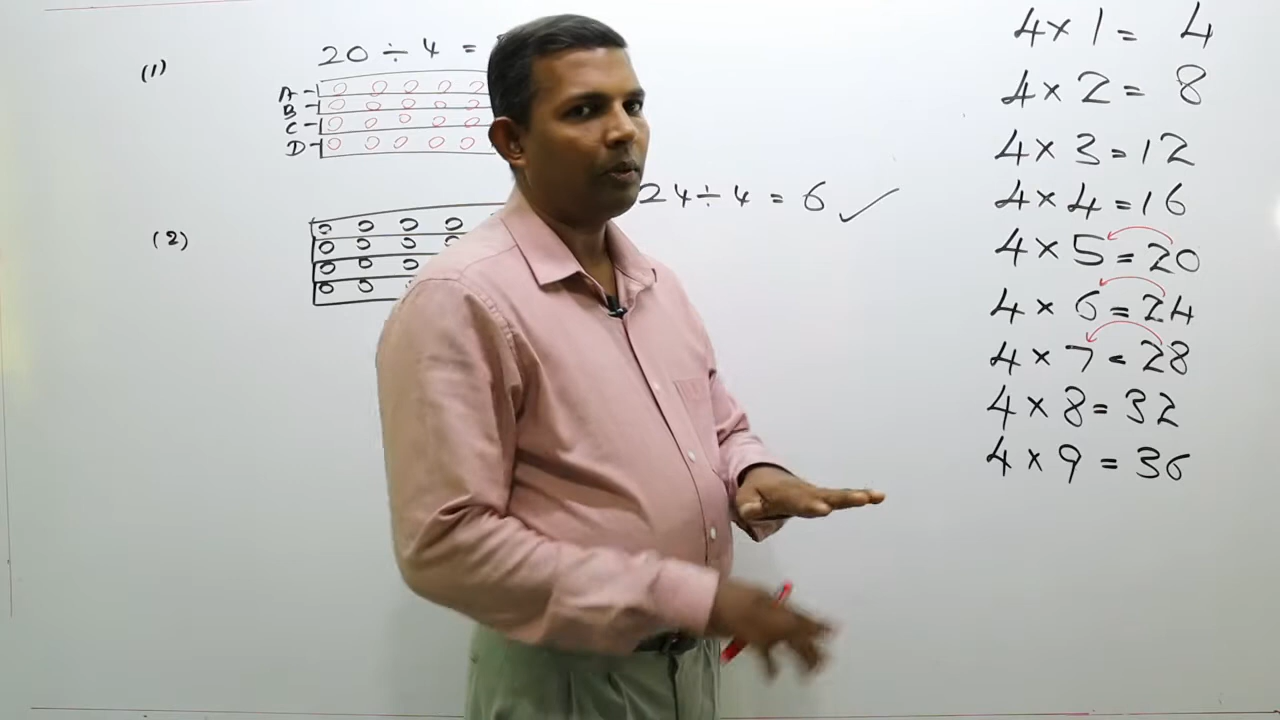 (1) 20 ÷ 4 =
A
B
C
D
(2)
24 ÷ 4 = 6 ✓
4 × 1 = 4
4 × 2 = 8
4 × 3 = 12
4 × 4 = 16
4 × 5 = 20
4 × 6 = 24
4 × 7 = 28
4 × 8 = 32
4 × 9 = 36